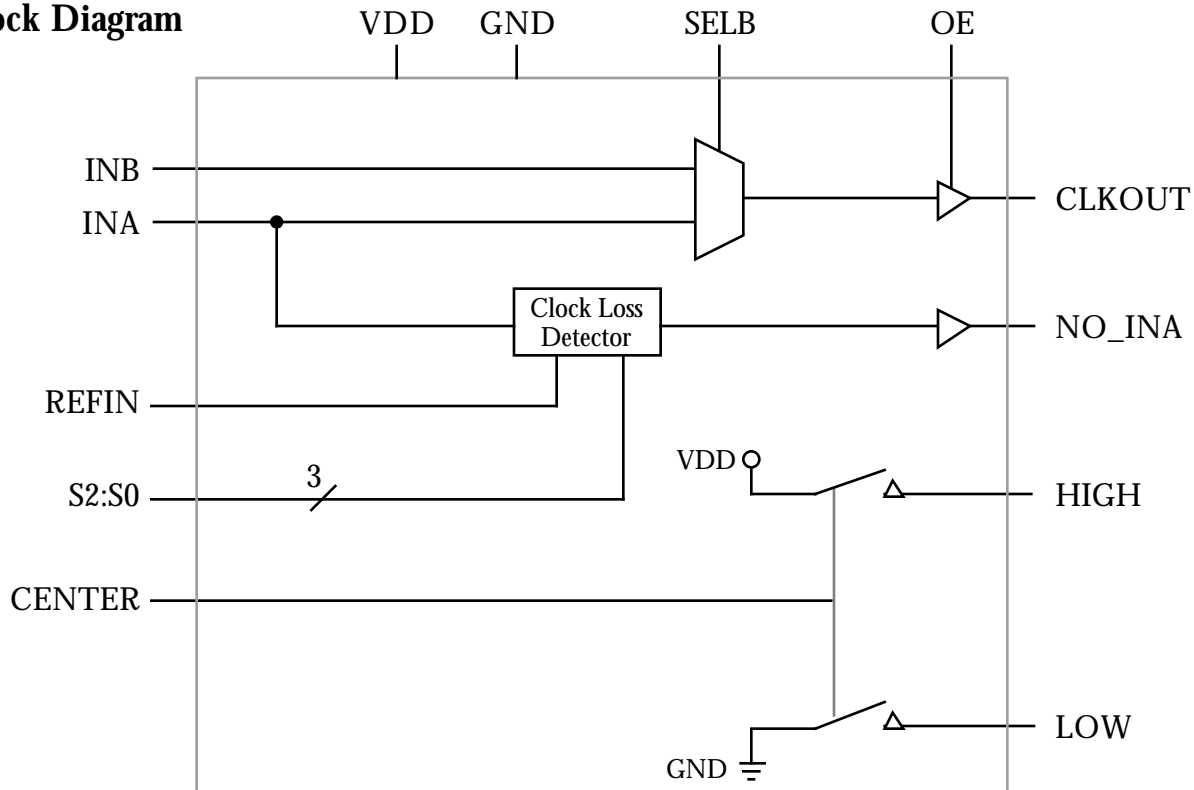 ock Diagram
VDD GND SELB OE
INB
INA
CLKOUT
Clock Loss
Detector
NO_INA
REFIN
VDD
3
S2:S0
HIGH
CENTER
LOW
GND